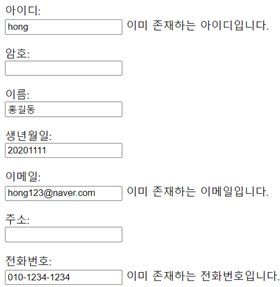 아이디:
hong 이미 존재하는 아이디입니다.
암호:
이름:
홍길동
생년월일:
20201111
이메일:
hong123@naver.com 이미 존재하는 이메일입니다.
주소:
전화번호:
010-1234-1234 이미 존재하는 전화번호입니다.